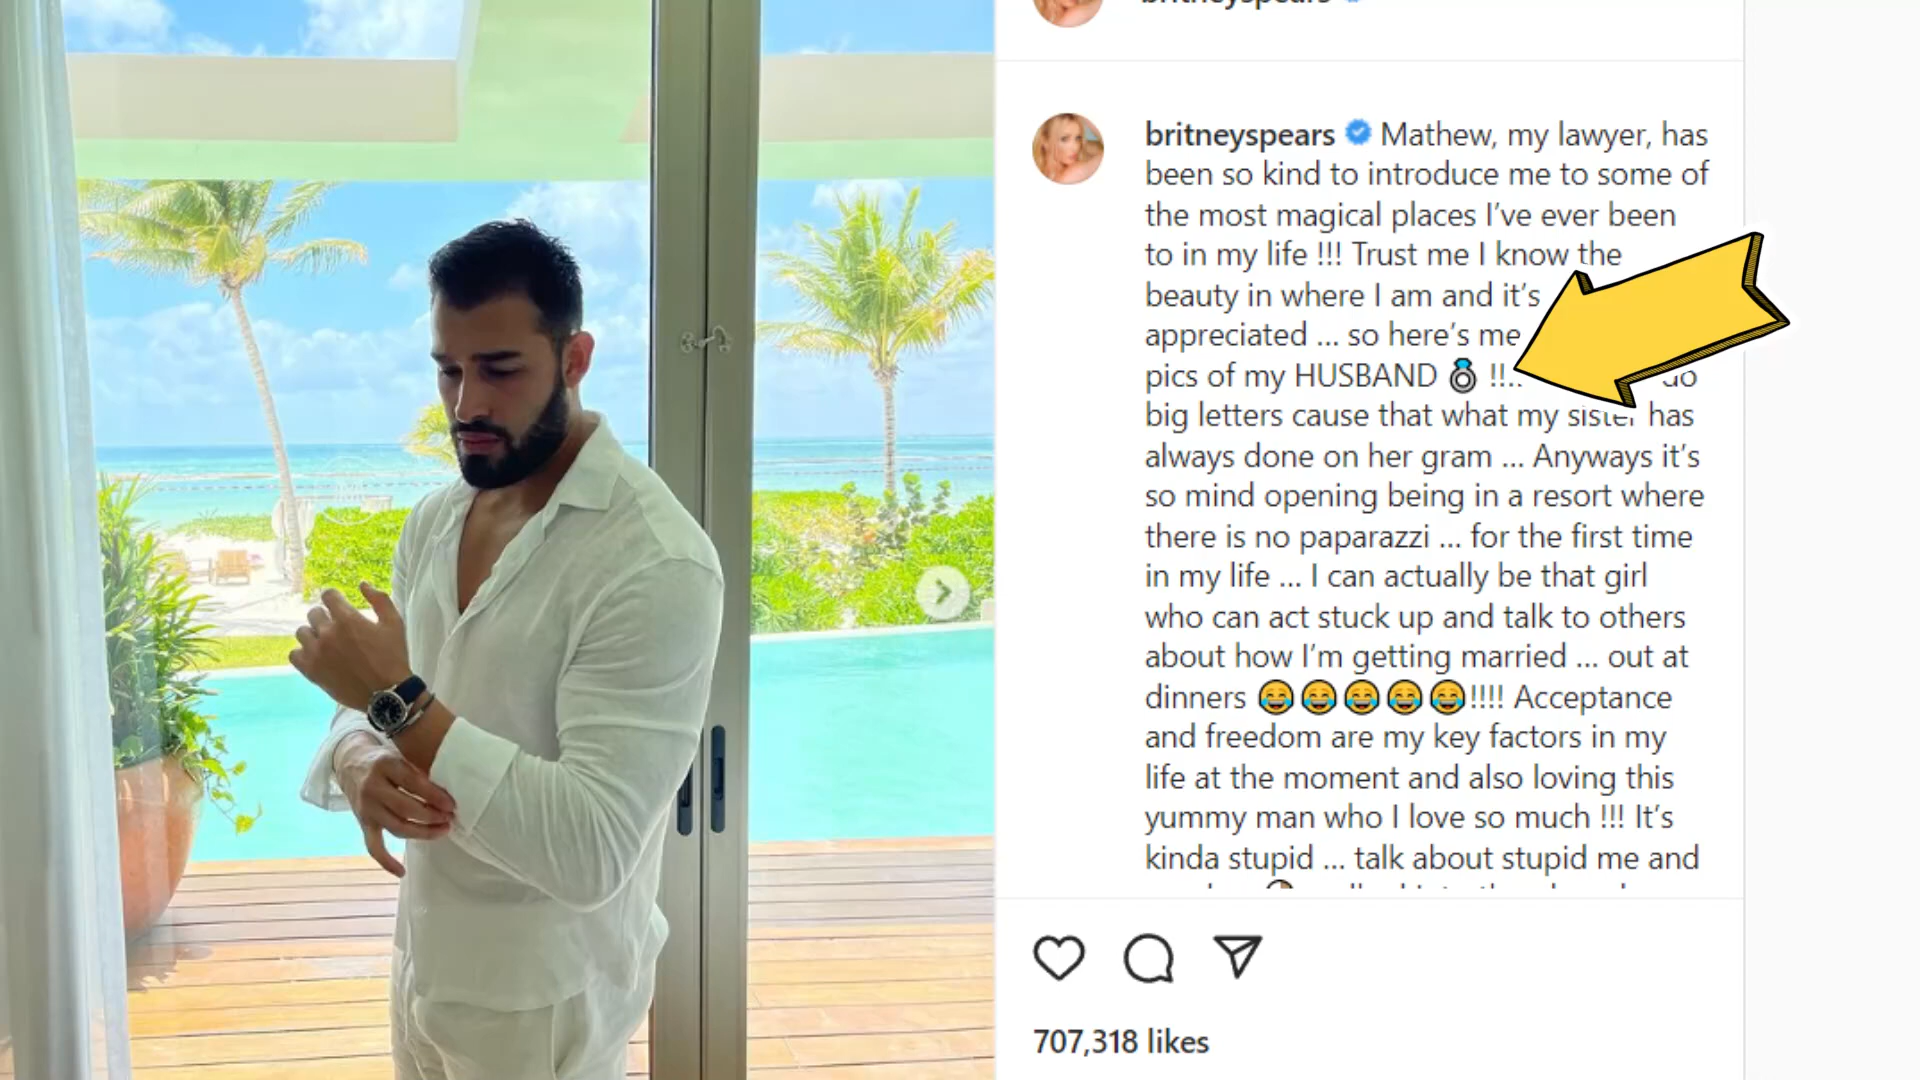 britneyspears
britneyspears Mathew, my lawyer, has
been so kind to introduce me to some of
the most magical places I’ve ever been
to in my life !!! Trust me I know the
beauty in where I am and it’s
appreciated ... so here’s me
pics of my HUSBAND 💍 !!.. do
big letters cause that what my sister has
always done on her gram ... Anyways it’s
so mind opening being in a resort where
there is no paparazzi ... for the first time
in my life ... I can actually be that girl
who can act stuck up and talk to others
about how I’m getting married ... out at
dinners 😂😂😂😂😂!!!! Acceptance
and freedom are my key factors in my
life at the moment and also loving this
yummy man who I love so much !!! It’s
kinda stupid ... talk about stupid me and
707,318 likes